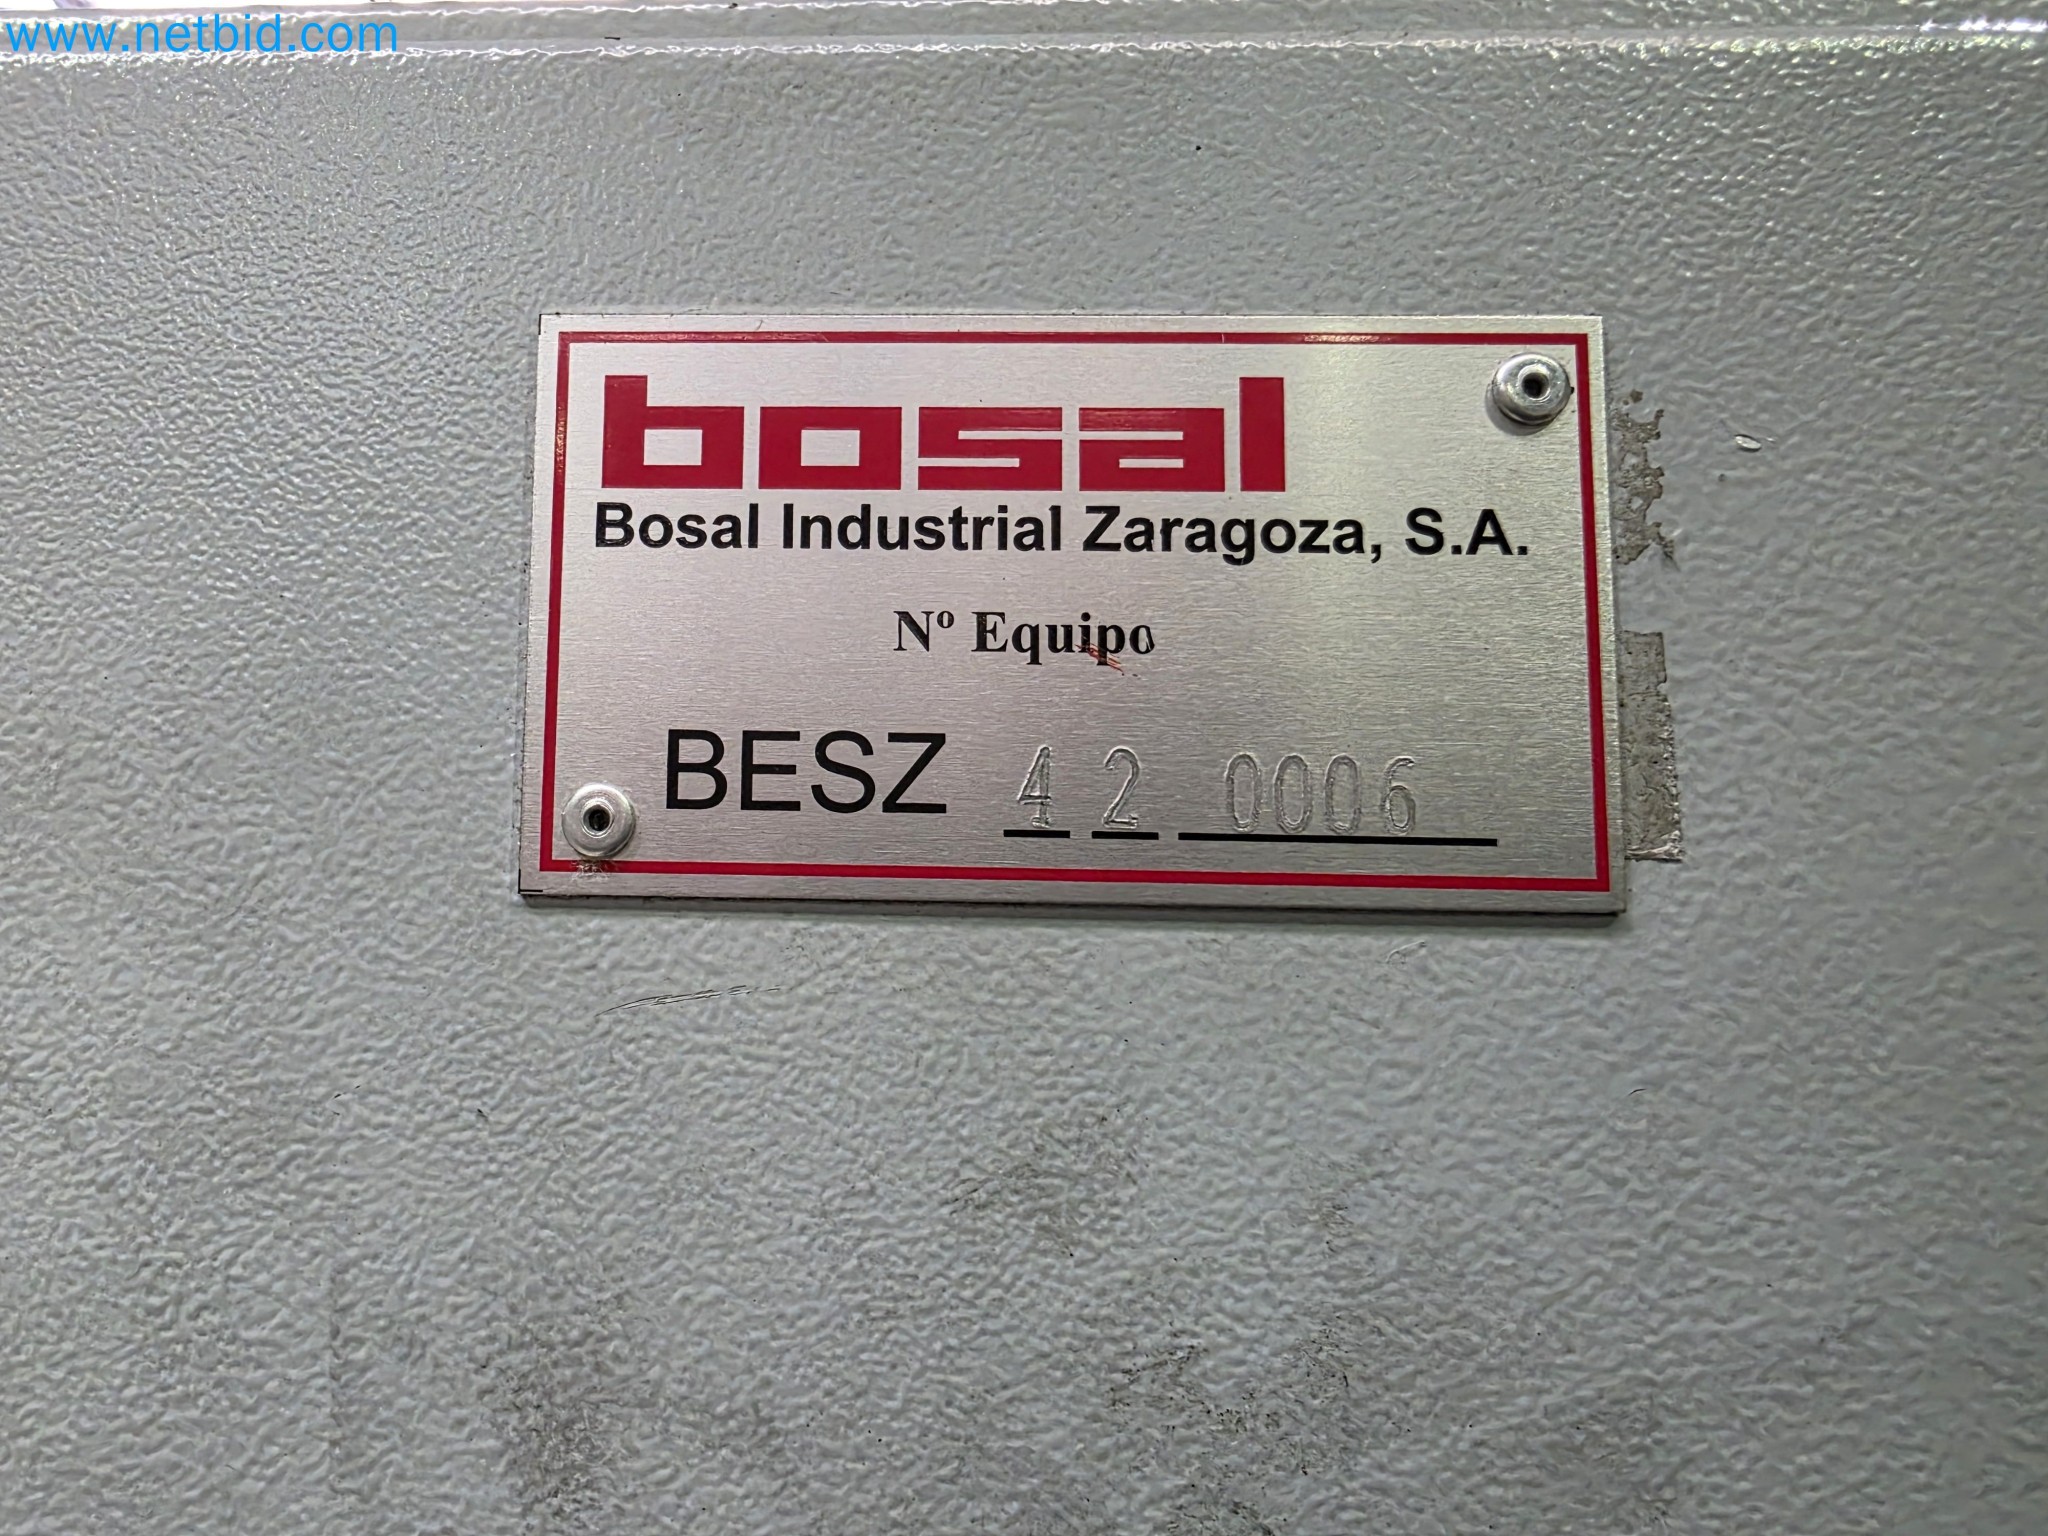 www.netbid.com
bosal
Bosal Industrial Zaragoza, S.A.
Nº Equipo
BESZ 4 2 0006